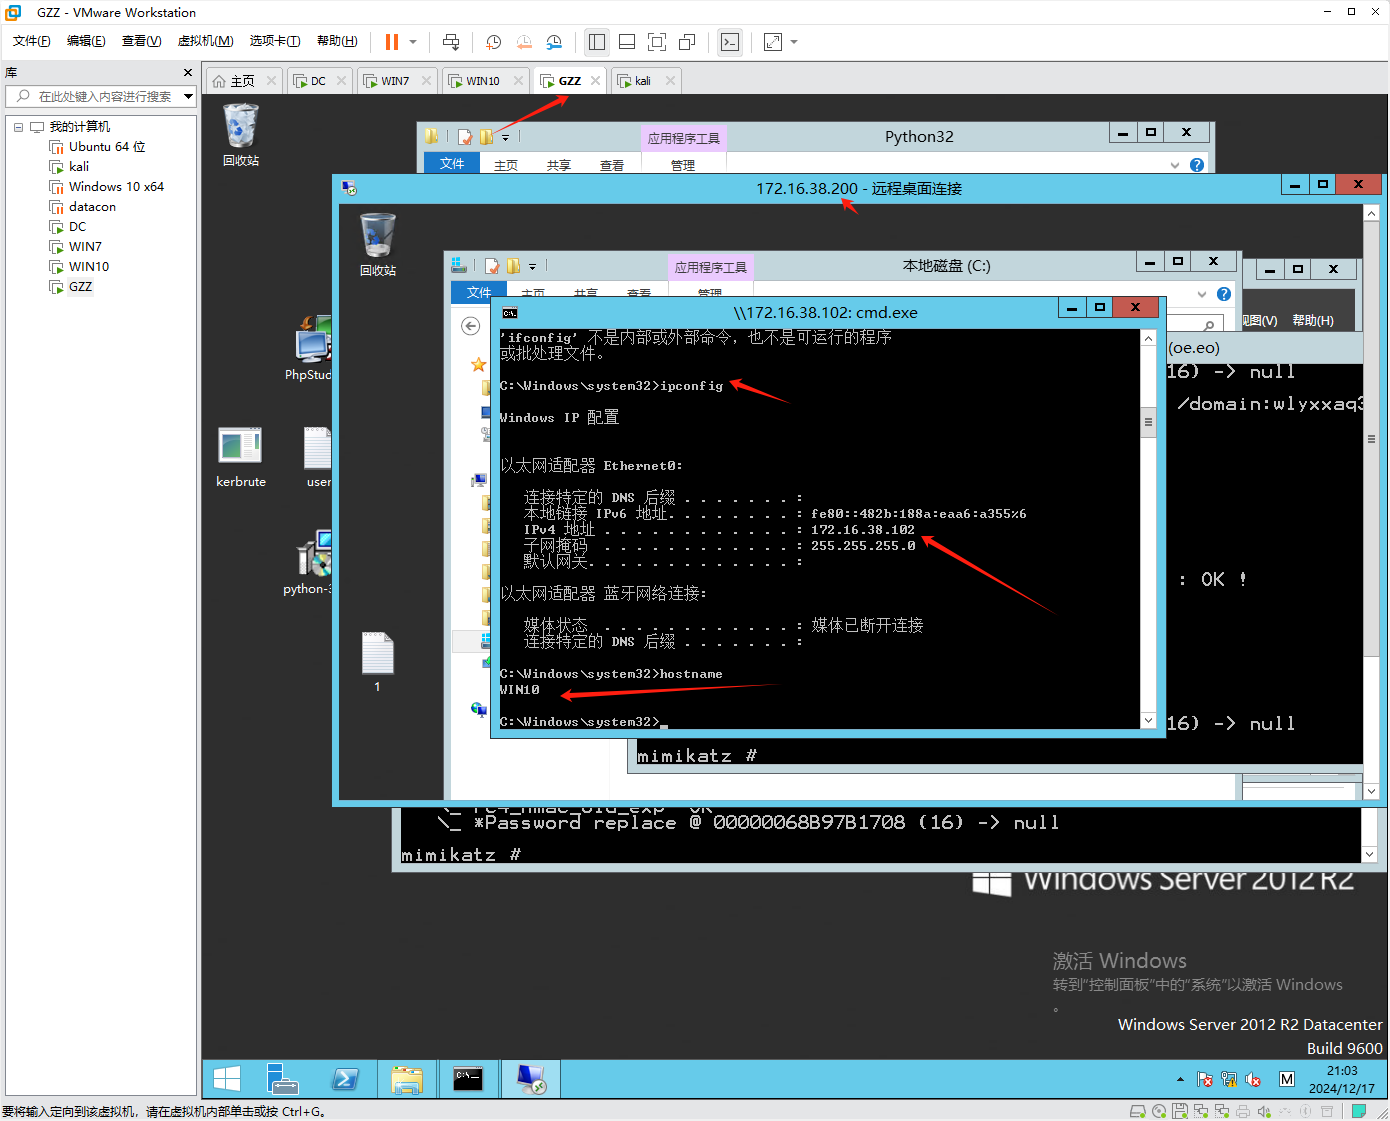 GZZ - VMware Workstation
文件(F) 编辑(E) 查看(V) 虚拟机(M) 选项卡(T) 帮助(H)
库
在此处键入内容进行搜索
我的计算机
Ubuntu 64 位
kali
Windows 10 x64
datacon
DC
WIN7
WIN10
GZZ
主页 DC WIN7 WIN10 GZZ kali
回收站
应用程序工具 Python32
文件 主页 共享 查看 管理
172.16.38.200 - 远程桌面连接
回收站
应用程序工具 本地磁盘 (C:)
文件 主页 共享 查看 管理
\\172.16.38.102: cmd.exe
'ifconfig' 不是内部或外部命令，也不是可运行的程序
或批处理文件。
C:\Windows\system32>ipconfig
Windows IP 配置
以太网适配器 Ethernet0:
连接特定的 DNS 后缀 . . . . . . . :
本地链接 IPv6 地址. . . . . . . . : fe80::482b:188a:eaa6:a355%6
IPv4 地址 . . . . . . . . . . . . : 172.16.38.102
子网掩码 . . . . . . . . . . . . : 255.255.255.0
默认网关. . . . . . . . . . . . . :
以太网适配器 蓝牙网络连接:
媒体状态 . . . . . . . . . . . . : 媒体已断开连接
连接特定的 DNS 后缀 . . . . . . . :
C:\Windows\system32>hostname
WIN10
C:\Windows\system32>
视图(V) 帮助(H)
(oe.eo)
16) -> null
/domain:wlyxxaq3
: OK !
16) -> null
mimikatz #
PhpStud
kerbrute
user
python-3
1
\_ rc4_hmac_old_exp OK
\_ *Password replace @ 00000068B97B1708 (16) -> null
mimikatz #
Windows Server 2012 R2
激活 Windows
转到“控制面板”中的“系统”以激活 Windows
。
Windows Server 2012 R2 Datacenter
Build 9600
M
21:03
2024/12/17
要将输入定向到该虚拟机，请在虚拟机内部单击或按 Ctrl+G。